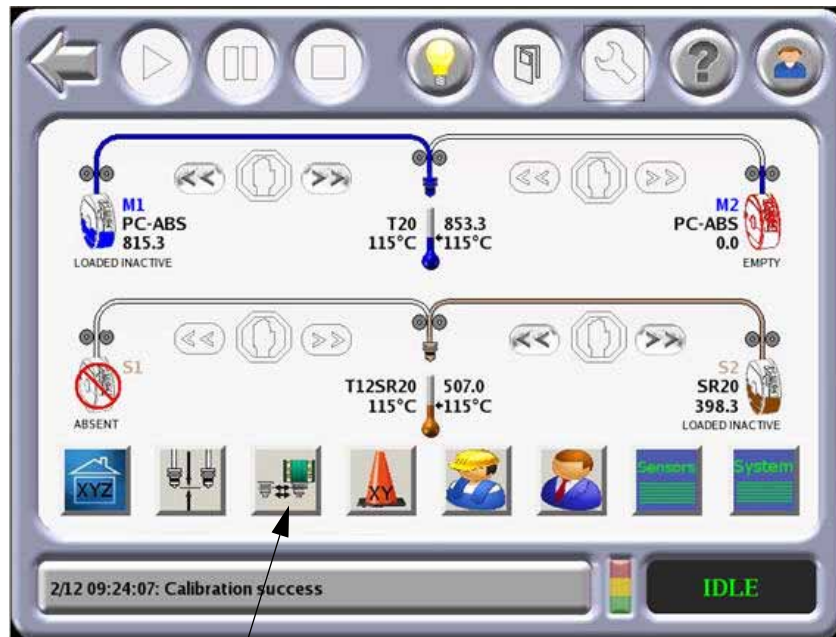 ?
<< >> << >>
M1
PC-ABS
815.3
LOADED INACTIVE
T20 853.3
115°C 115°C
M2
PC-ABS
0.0
EMPTY
<< >> << >>
S1
ABSENT
T12SR20 507.0
115°C 115°C
S2
SR20
398.3
LOADED INACTIVE
XYZ
XY
Sensors
System
2/12 09:24:07: Calibration success
IDLE